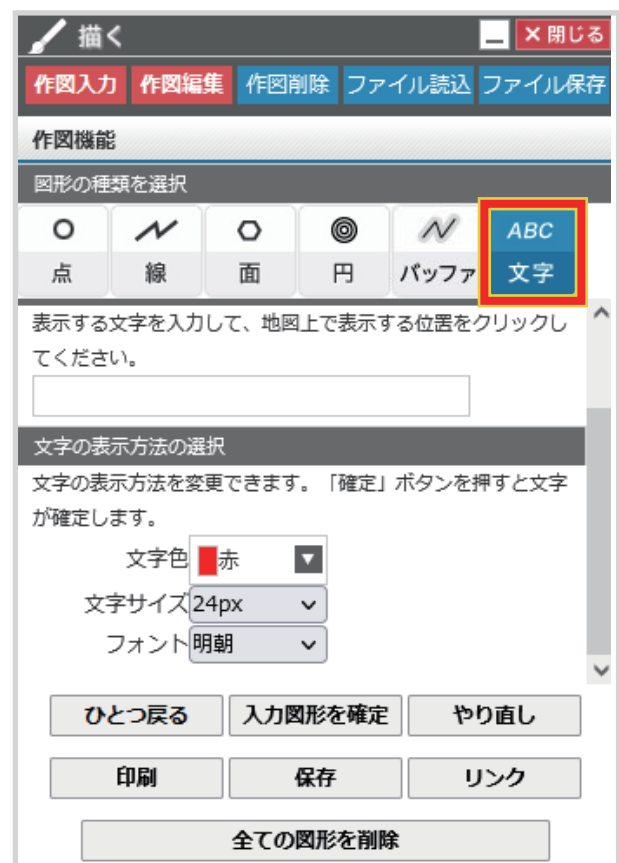 描く
閉じる
作図入力 作図編集 作図削除 ファイル読込 ファイル保存
作図機能
図形の種類を選択
ABC
点 線 面 円 バッファ 文字
表示する文字を入力して、地図上で表示する位置をクリックし
てください。
文字の表示方法の選択
文字の表示方法を変更できます。「確定」ボタンを押すと文字
が確定します。
文字色 赤
文字サイズ 24px
フォント 明朝
ひとつ戻る 入力図形を確定 やり直し
印刷 保存 リンク
全ての図形を削除